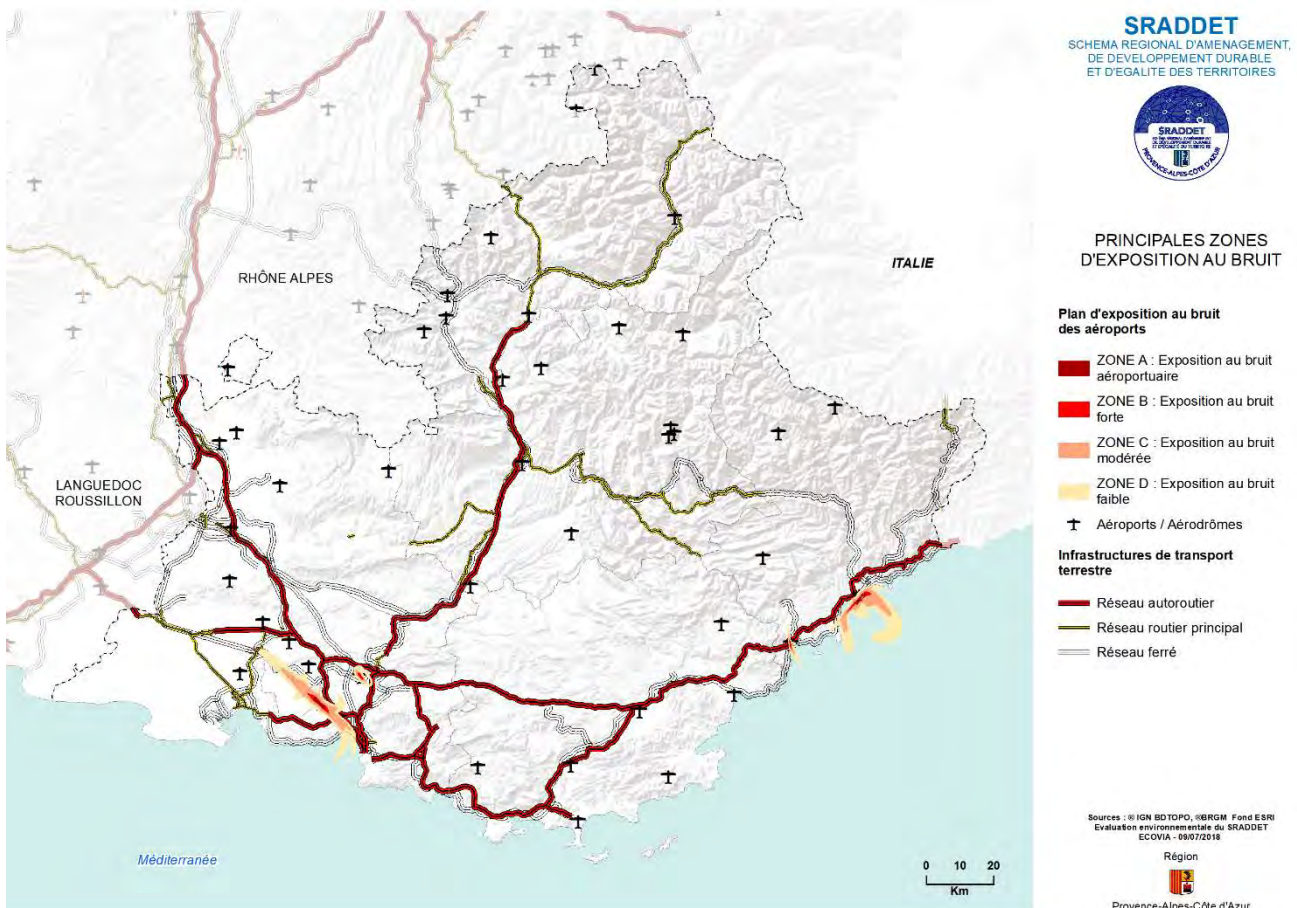 SRADDET
SCHEMA REGIONAL D'AMENAGEMENT,
DE DEVELOPPEMENT DURABLE
ET D'EGALITE DES TERRITOIRES
SRADDET
PROVENCE-ALPES-CÔTE D'AZUR
PRINCIPALES ZONES
D'EXPOSITION AU BRUIT
Plan d'exposition au bruit
des aéroports
ZONE A : Exposition au bruit
aéroportuaire
ZONE B : Exposition au bruit
forte
ZONE C : Exposition au bruit
modérée
ZONE D : Exposition au bruit
faible
Aéroports / Aérodrômes
Infrastructures de transport
terrestre
Réseau autoroutier
Réseau routier principal
Réseau ferré
RHÔNE ALPES
ITALIE
LANGUEDOC
ROUSSILLON
Méditerranée
0 10 20
Km
Sources : ® IGN BDTOPO, ®BRGM Fond ESRI
Evaluation environnementale du SRADDET
ECOVIA - 09/07/2018
Région
Provence-Alpes-Côte d'Azur